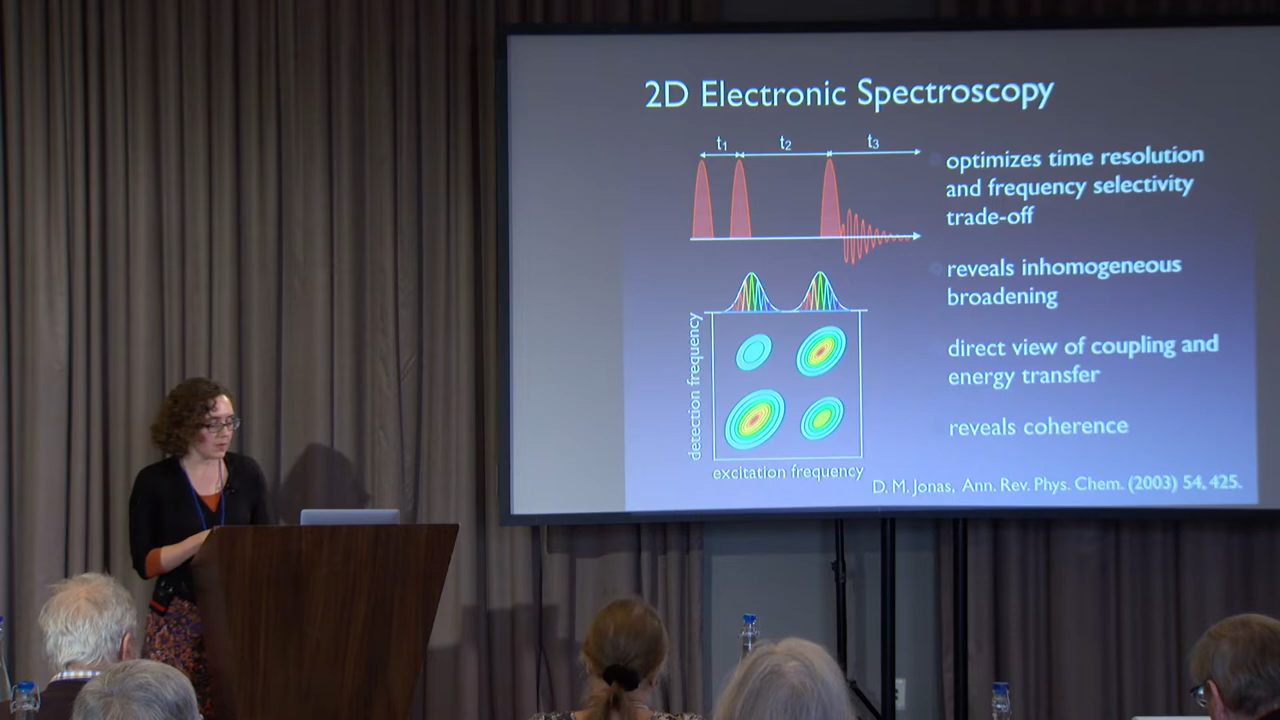 2D Electronic Spectroscopy
t1
t2
t3
optimizes time resolution
and frequency selectivity
trade-off
reveals inhomogeneous
broadening
direct view of coupling and
energy transfer
reveals coherence
detection frequency
excitation frequency
D. M. Jonas, Ann. Rev. Phys. Chem. (2003) 54, 425.